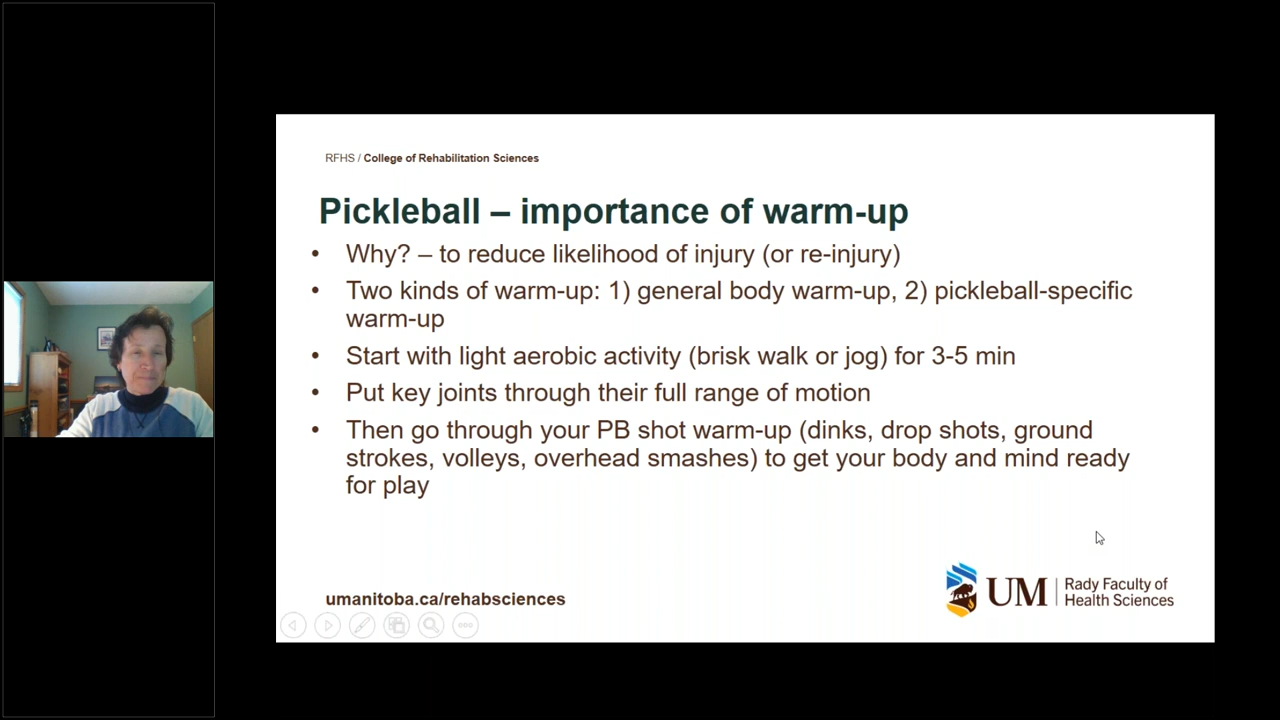 RFHS / College of Rehabilitation Sciences
Pickleball – importance of warm-up
• Why? – to reduce likelihood of injury (or re-injury)
• Two kinds of warm-up: 1) general body warm-up, 2) pickleball-specific
warm-up
• Start with light aerobic activity (brisk walk or jog) for 3-5 min
• Put key joints through their full range of motion
• Then go through your PB shot warm-up (dinks, drop shots, ground
strokes, volleys, overhead smashes) to get your body and mind ready
for play
umanitoba.ca/rehabsciences
UM
Rady Faculty of
Health Sciences